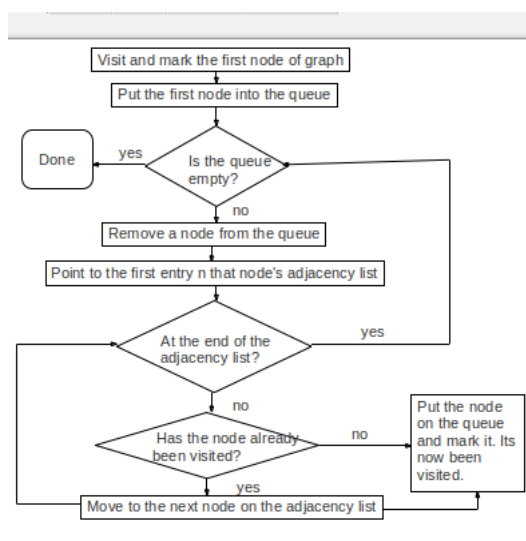 Visit and mark the first node of graph
Put the first node into the queue
Done
yes
Is the queue
empty?
no
Remove a node from the queue
Point to the first entry n that node's adjacency list
At the end of the
adjacency list?
yes
no
Has the node already
been visited?
no
Put the node
on the queue
and mark it. Its
now been
visited.
yes
Move to the next node on the adjacency list